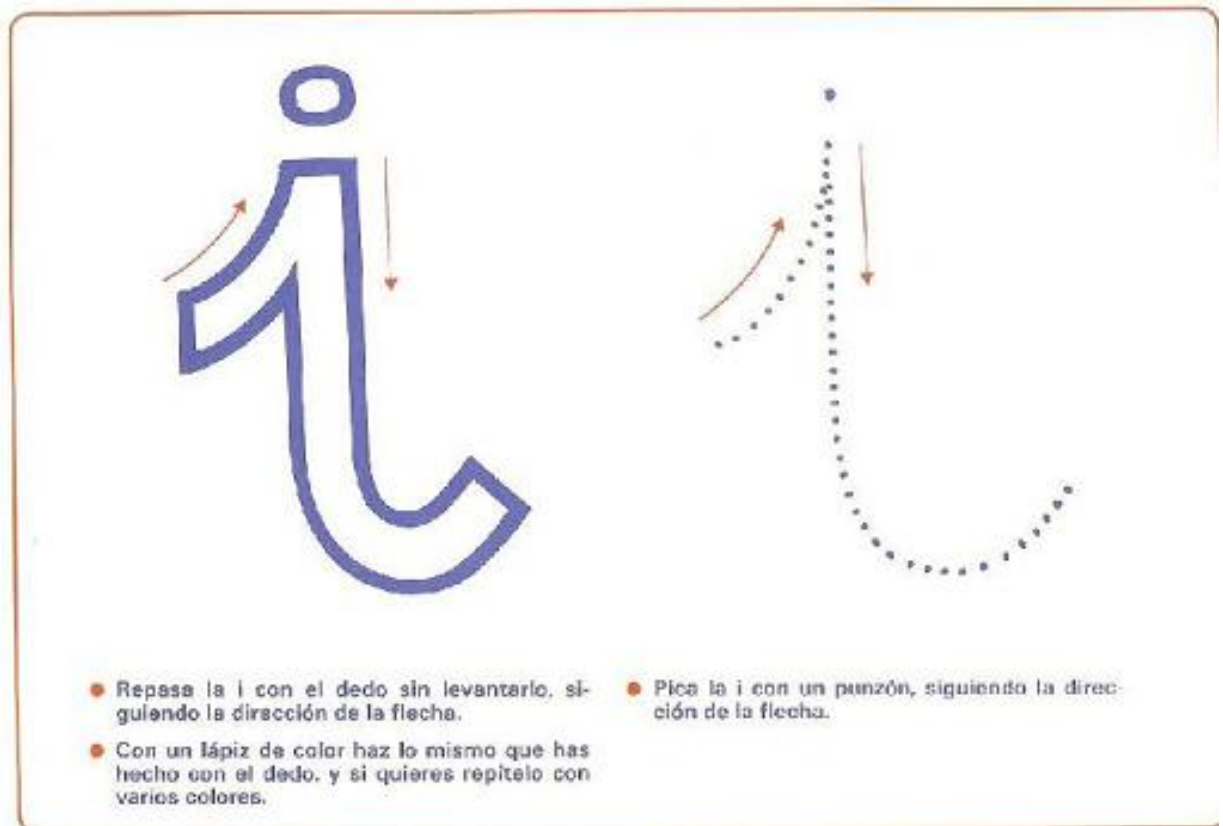 i
i
Repasa la i con el dedo sin levantarlo, si-
guiendo la dirección de la flecha.
Con un lápiz de color haz lo mismo que has
hecho con el dedo, y si quieres repítelo con
varios colores.
Pica la i con un punzón, siguiendo la direc-
ción de la flecha.